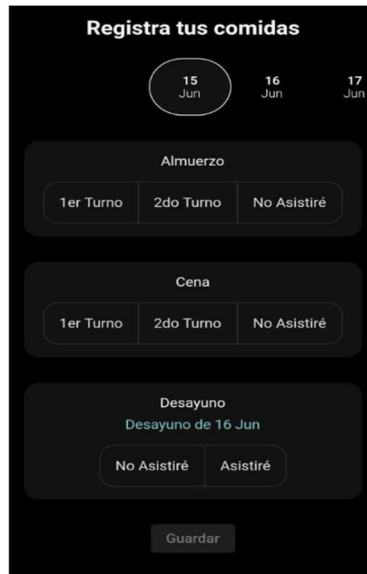 Registra tus comidas
15 16 17
Jun Jun Jun
Almuerzo
1er Turno 2do Turno No Asistiré
Cena
1er Turno 2do Turno No Asistiré
Desayuno
Desayuno de 16 Jun
No Asistiré Asistiré
Guardar